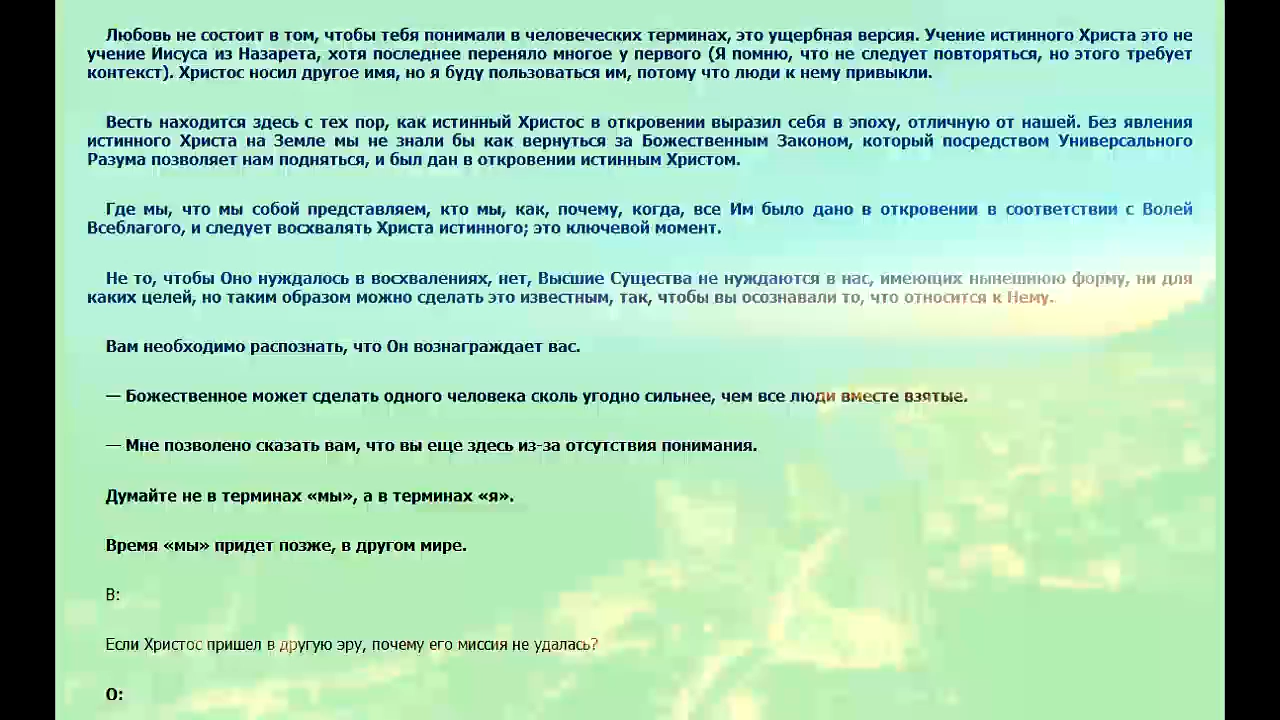 Любовь не состоит в том, чтобы тебя понимали в человеческих терминах, это ущербная версия. Учение истинного Христа это не
учение Иисуса из Назарета, хотя последнее переняло многое у первого (Я помню, что не следует повторяться, но этого требует
контекст). Христос носил другое имя, но я буду пользоваться им, потому что люди к нему привыкли.
Весть находится здесь с тех пор, как истинный Христос в откровении выразил себя в эпоху, отличную от нашей. Без явления
истинного Христа на Земле мы не знали бы как вернуться за Божественным Законом, который посредством Универсального
Разума позволяет нам подняться, и был дан в откровении истинным Христом.
Где мы, что мы собой представляем, кто мы, как, почему, когда, все Им было дано в откровении в соответствии с Волей
Всеблагого, и следует восхвалять Христа истинного; это ключевой момент.
Не то, чтобы Оно нуждалось в восхвалениях, нет, Высшие Существа не нуждаются в нас, имеющих нынешнюю форму, ни для
каких целей, но таким образом можно сделать это известным, так, чтобы вы осознавали то, что относится к Нему.
Вам необходимо распознать, что Он вознаграждает вас.
— Божественное может сделать одного человека сколь угодно сильнее, чем все люди вместе взятые.
— Мне позволено сказать вам, что вы еще здесь из-за отсутствия понимания.
Думайте не в терминах «мы», а в терминах «я».
Время «мы» придет позже, в другом мире.
В:
Если Христос пришел в другую эру, почему его миссия не удалась?
О: